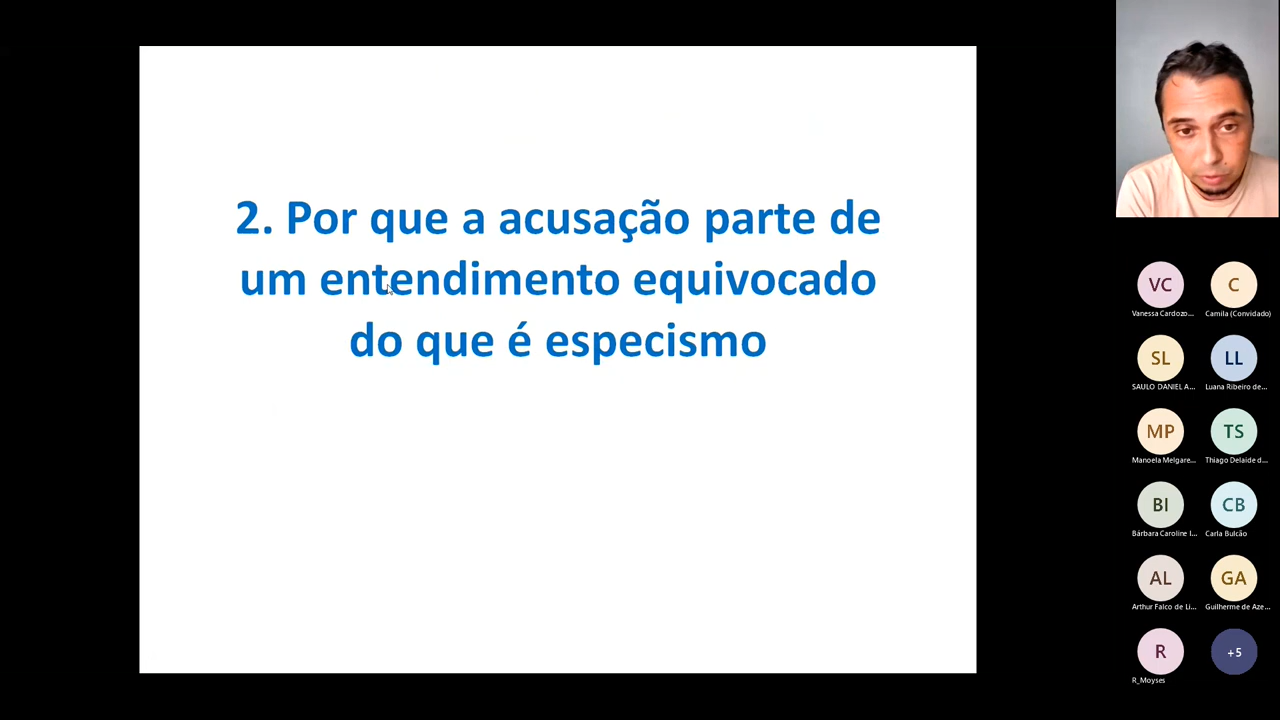 2. Por que a acusação parte de
um entendimento equivocado
do que é especismo
VC
C
Vanessa Cardozo...
Camila (Convidado)
SL
LL
SAULO DANIEL A...
Luana Ribeiro de...
MP
TS
Manoela Melgare...
Thiago Delaide d...
BI
CB
Bárbara Caroline I...
Carla Bulcão
AL
GA
Arthur Falco de Li...
Guilherme de Aze...
R
+5
R_Moyses